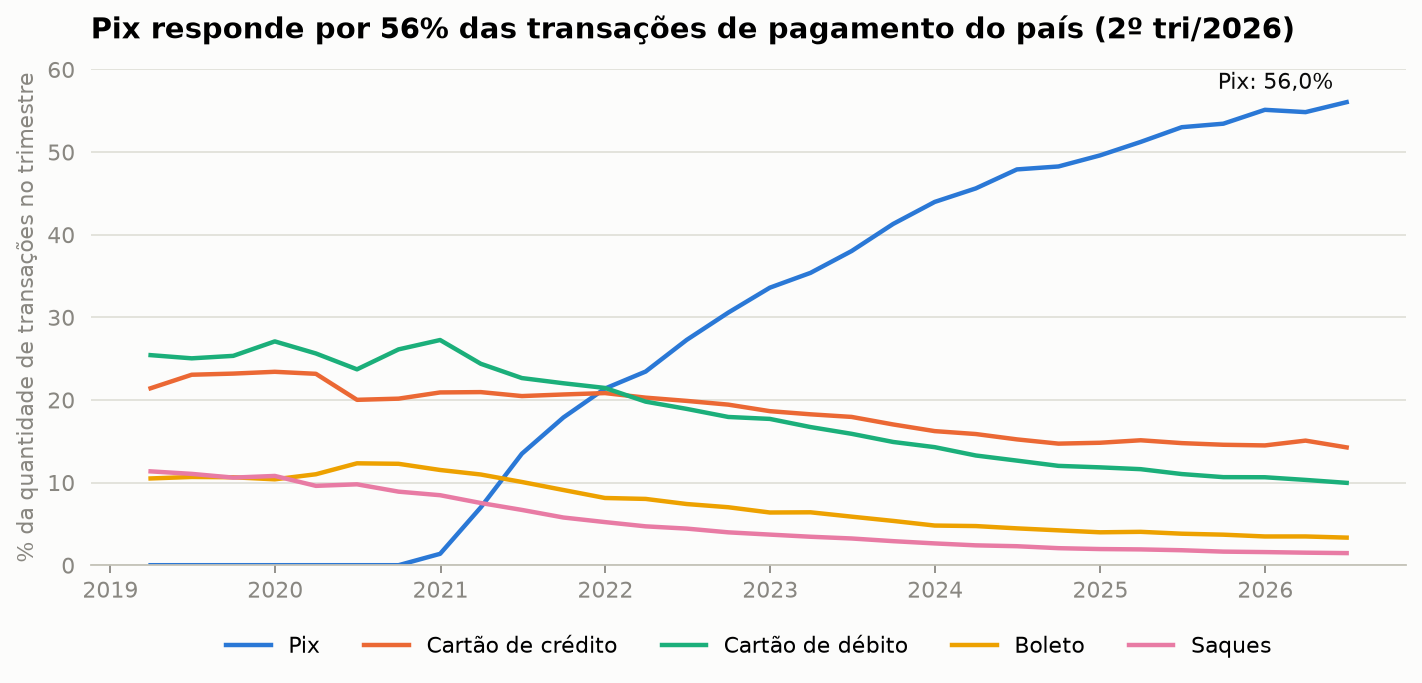 Pix responde por 56% das transações de pagamento do país (2º tri/2026)
% da quantidade de transações no trimestre
60
50
40
30
20
10
0
Pix: 56,0%
2019 2020 2021 2022 2023 2024 2025 2026
Pix Cartão de crédito Cartão de débito Boleto Saques